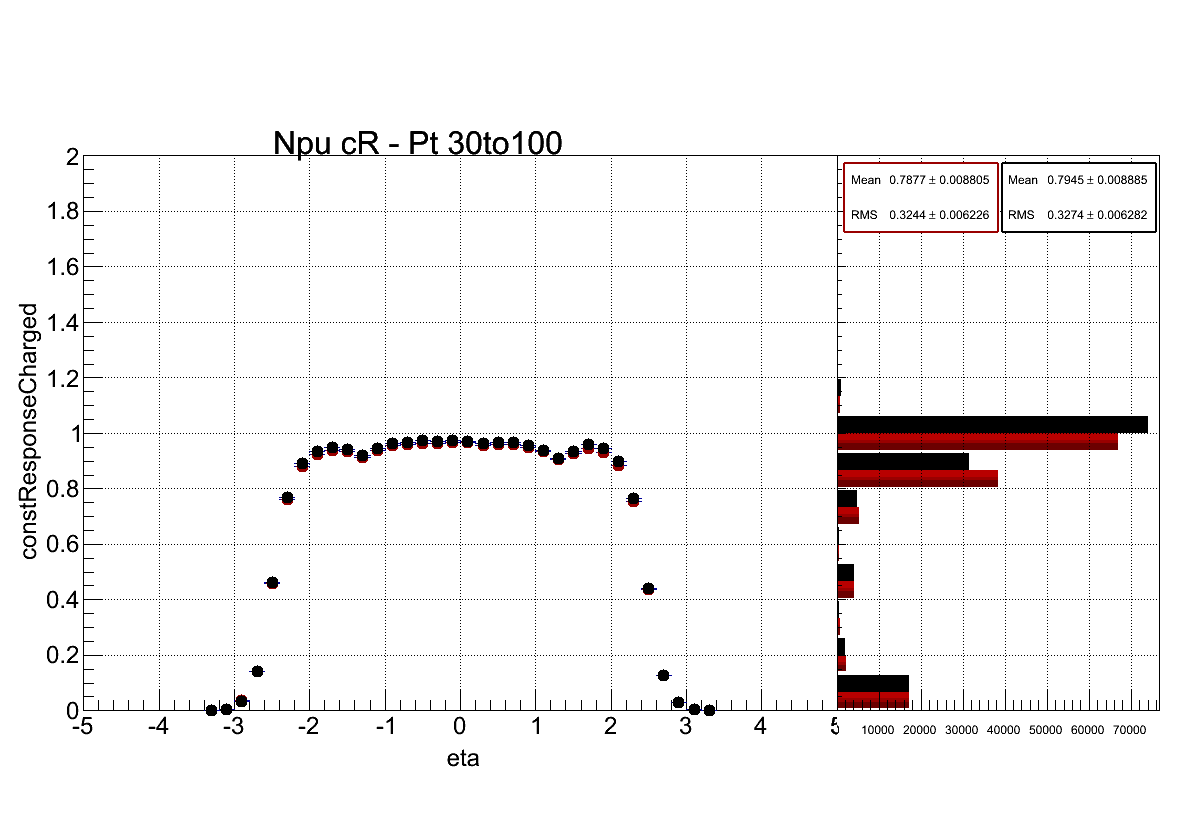 Npu cR - Pt 30to100
2
1.8
1.6
1.4
1.2
1
0.8
0.6
0.4
0.2
0
constResponseCharged
-5 -4 -3 -2 -1 0 1 2 3 4 5
eta
Mean 0.7877 ± 0.008805
RMS 0.3244 ± 0.006226
Mean 0.7945 ± 0.008885
RMS 0.3274 ± 0.006282
10000 20000 30000 40000 50000 60000 70000